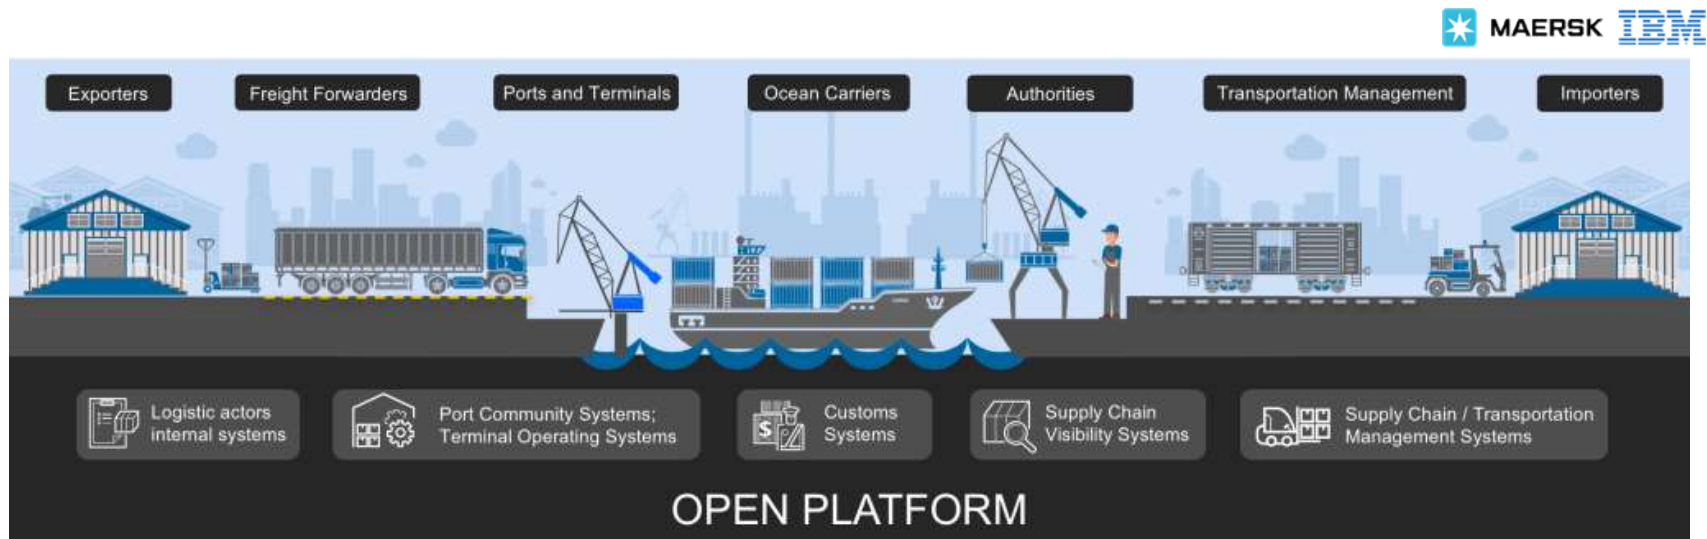 MAERSK IBM
Exporters
Freight Forwarders
Ports and Terminals
Ocean Carriers
Authorities
Transportation Management
Importers
Logistic actors
internal systems
Port Community Systems;
Terminal Operating Systems
$
Customs
Systems
Supply Chain
Visibility Systems
Supply Chain / Transportation
Management Systems
OPEN PLATFORM